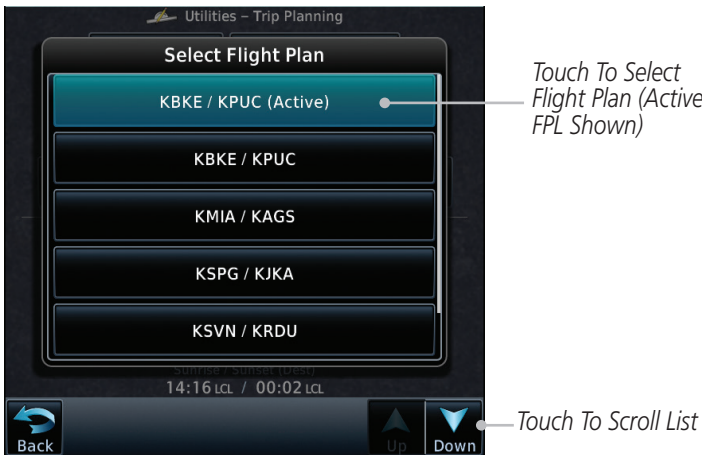 Utilities – Trip Planning
Select Flight Plan
KBKE / KPUC (Active)
KBKE / KPUC
KMIA / KAGS
KSPG / KJKA
KSVN / KRDU
Sunrise / Sunset (Dest)
14:16 LCL / 00:02 LCL
Back
Up
Down
Touch To Select
Flight Plan (Active
FPL Shown)
Touch To Scroll List